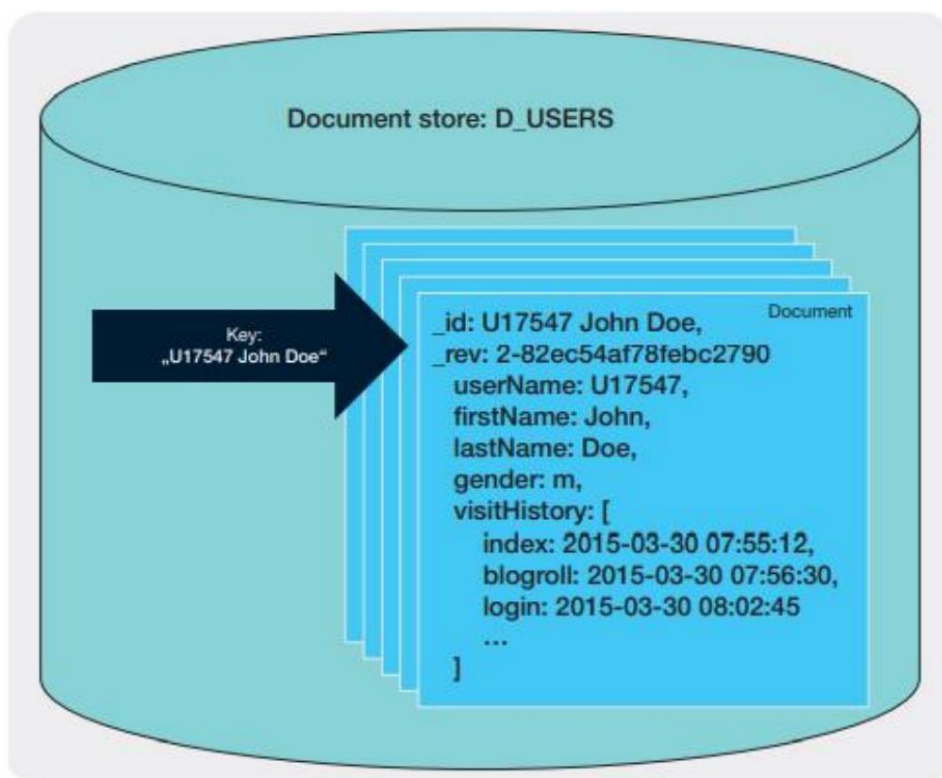 Document store: D_USERS
Key:
„U17547 John Doe“
Document
_id: U17547 John Doe,
_rev: 2-82ec54af78febc2790
userName: U17547,
firstName: John,
lastName: Doe,
gender: m,
visitHistory: [
index: 2015-03-30 07:55:12,
blogroll: 2015-03-30 07:56:30,
login: 2015-03-30 08:02:45
...
]